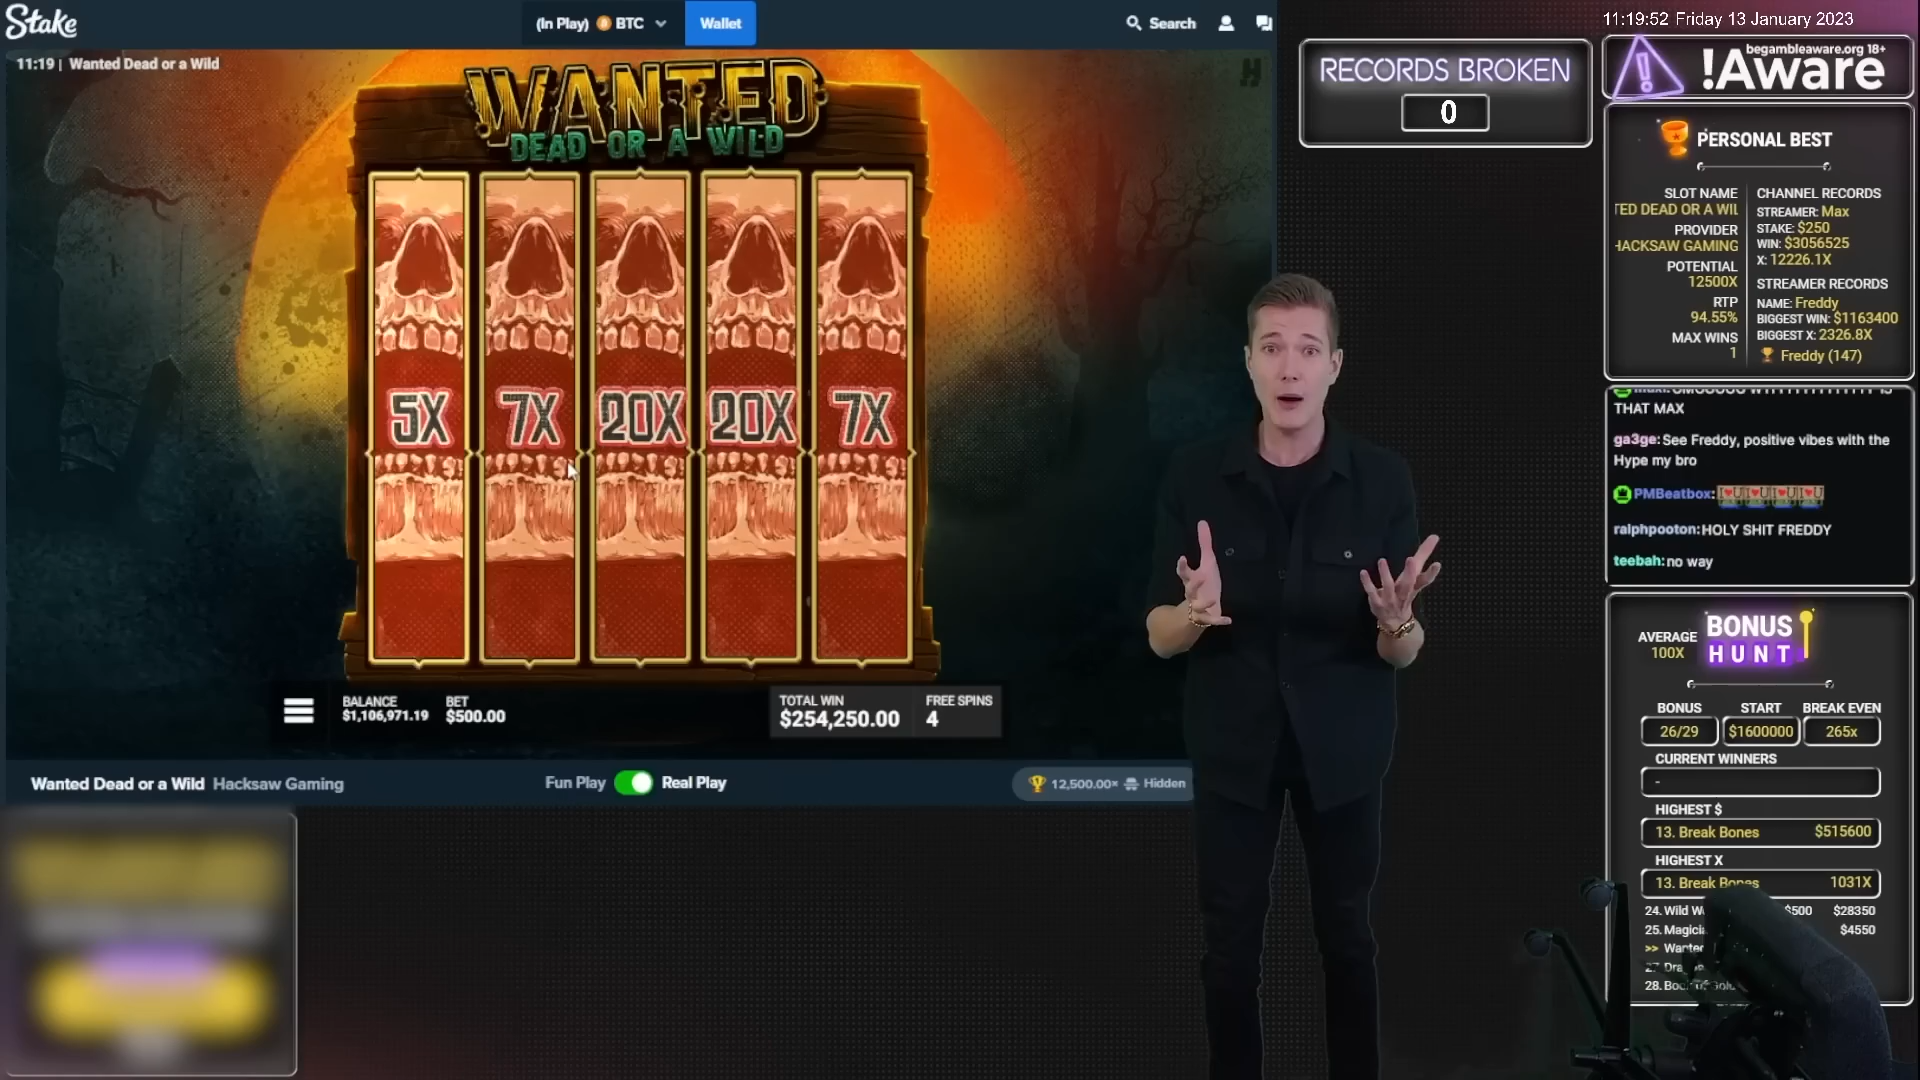 Stake
(In Play) BTC
Wallet
Search
11:19 | Wanted Dead or a Wild
WANTED
DEAD OR A WILD
5X
7X
20X
20X
7X
BALANCE
$1,106,971.19
BET
$500.00
TOTAL WIN
$254,250.00
FREE SPINS
4
Wanted Dead or a Wild Hacksaw Gaming
Fun Play
Real Play
12,500.00×
Hidden
RECORDS BROKEN
0
11:19:52 Friday 13 January 2023
begambleaware.org 18+
!Aware
PERSONAL BEST
SLOT NAME
TED DEAD OR A WIL
PROVIDER
HACKSAW GAMING
POTENTIAL
12500X
RTP
94.55%
MAX WINS
1
CHANNEL RECORDS
STREAMER: Max
STAKE: $250
WIN: $3056525
X: 12226.1X
STREAMER RECORDS
NAME: Freddy
BIGGEST WIN: $1163400
BIGGEST X: 2326.8X
Freddy (147)
THAT MAX
ga3ge: See Freddy, positive vibes with the
Hype my bro
PMBeatbox:
ralphpooton: HOLY SHIT FREDDY
teebah: no way
AVERAGE
100X
BONUS
HUNT
BONUS
26/29
START
$1600000
BREAK EVEN
265x
CURRENT WINNERS
-
HIGHEST $
13. Break Bones $515600
HIGHEST X
13. Break Bones 1031X
24. Wild W $500 $28350
25. Magicia $4550
>> Wanted
28. Book of Gold